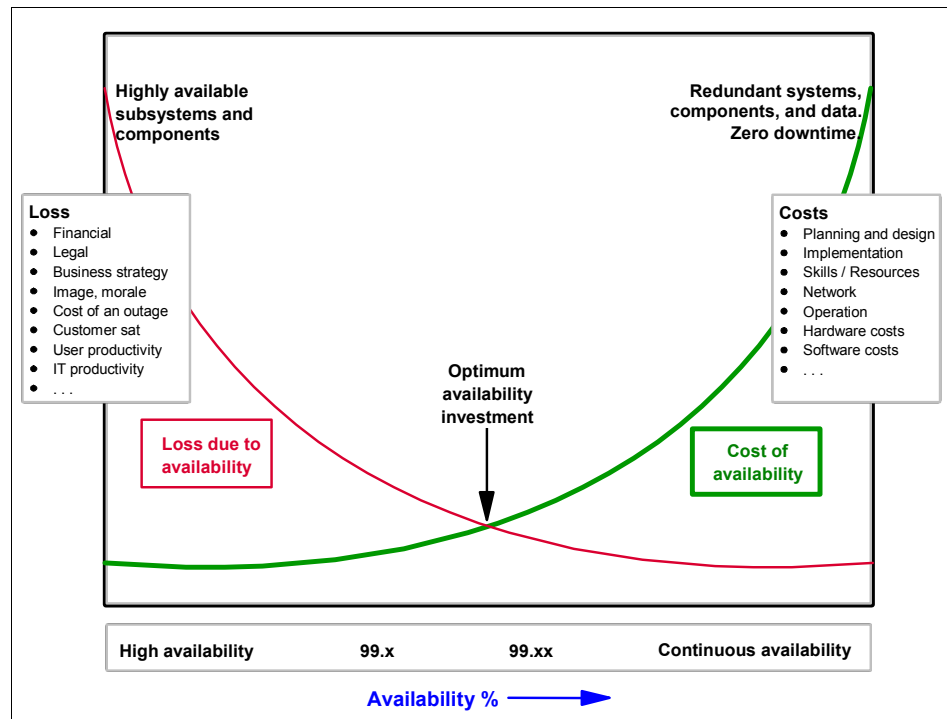 Highly available
subsystems and
components
Redundant systems,
components, and data.
Zero downtime.
Loss
● Financial
● Legal
● Business strategy
● Image, morale
● Cost of an outage
● Customer sat
● User productivity
● IT productivity
● . . .
Costs
● Planning and design
● Implementation
● Skills / Resources
● Network
● Operation
● Hardware costs
● Software costs
● . . .
Optimum
availability
investment
Loss due to
availability
Cost of
availability
High availability 99.x 99.xx Continuous availability
Availability %